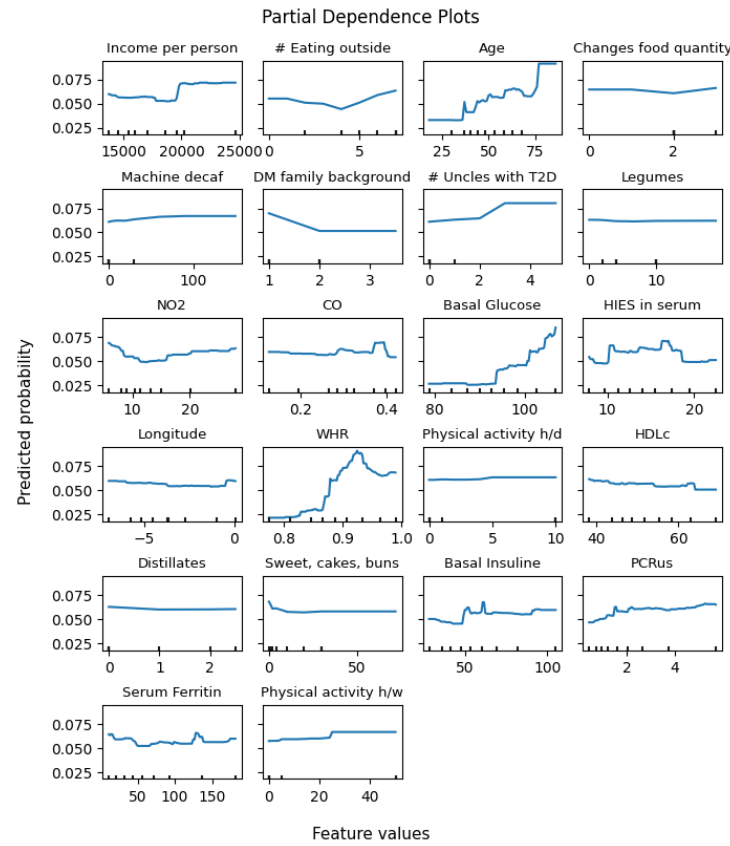 Partial Dependence Plots
Income per person # Eating outside Age Changes food quantity
0.075
0.050
0.025
15000 20000 25000 0 5 25 50 75 0 2
Machine decaf DM family background # Uncles with T2D Legumes
0.075
0.050
0.025
0 100 1 2 3 0 2 4 0 10
NO2 CO Basal Glucose HIES in serum
0.075
0.050
0.025
10 20 0.2 0.4 80 100 10 20
Predicted probability
Longitude WHR Physical activity h/d HDLc
0.075
0.050
0.025
−5 0 0.8 0.9 1.0 0 5 10 40 60
Distillates Sweet, cakes, buns Basal Insuline PCRus
0.075
0.050
0.025
0 1 2 0 50 50 100 2 4
Serum Ferritin Physical activity h/w
0.075
0.050
0.025
50 100 150 0 20 40
Feature values